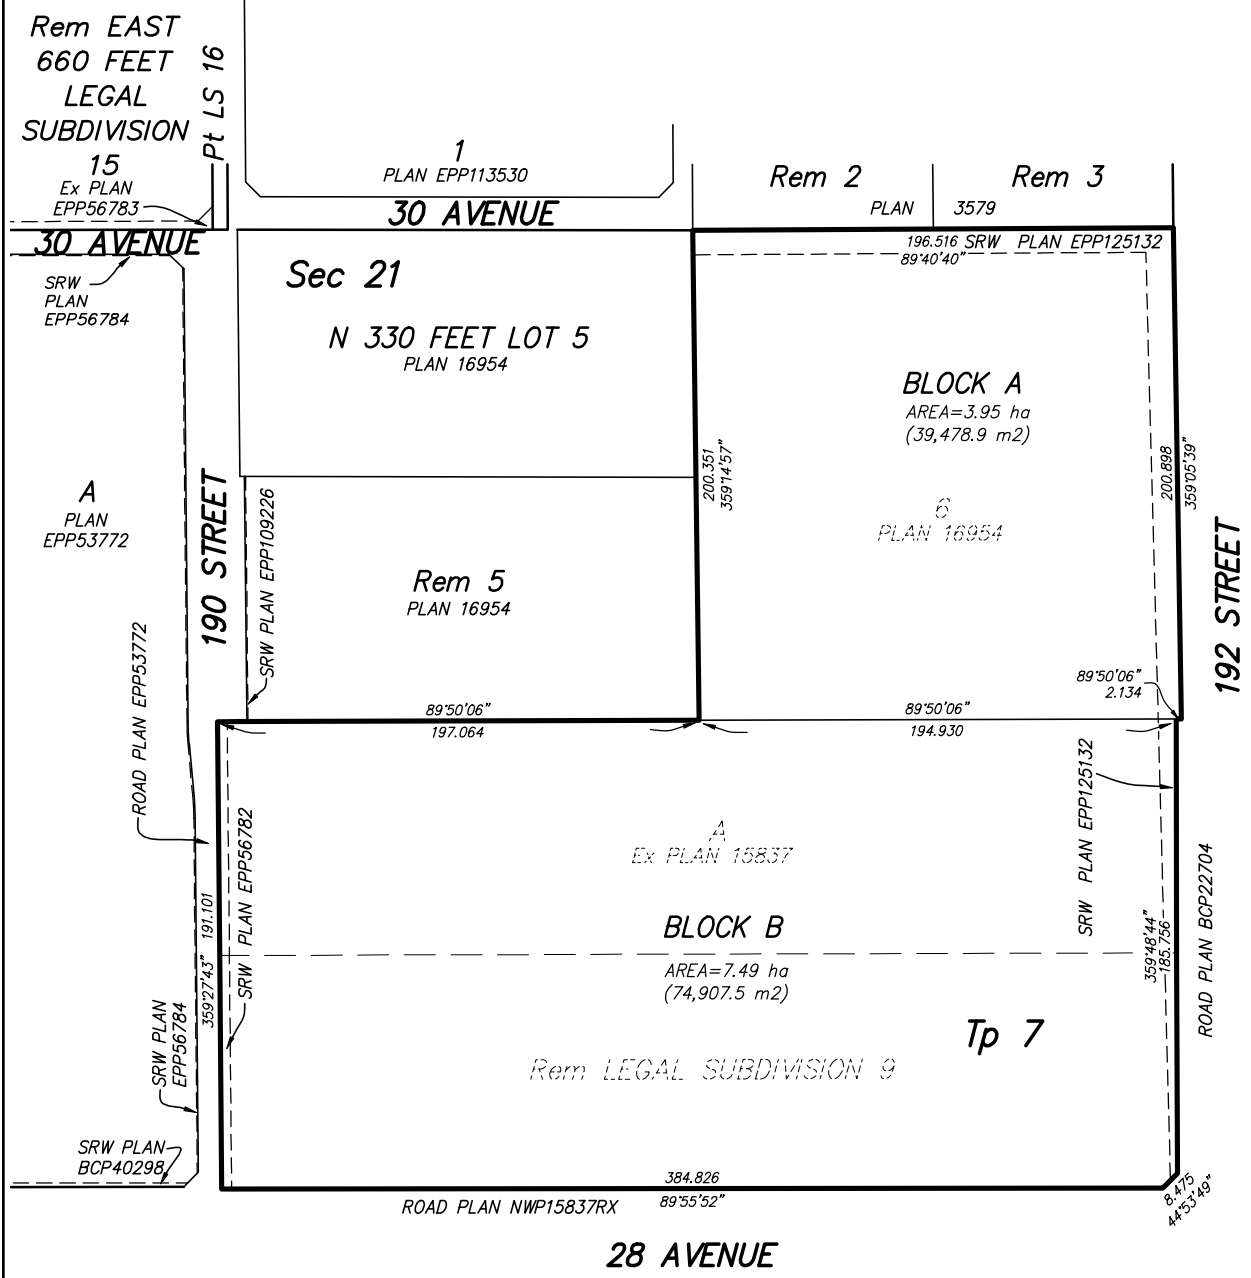 Rem EAST
660 FEET
LEGAL
SUBDIVISION
15
Ex PLAN
EPP56783
Pt LS 16
1
PLAN EPP113530
30 AVENUE
Rem 2
Rem 3
PLAN 3579
30 AVENUE
SRW
PLAN
EPP56784
Sec 21
N 330 FEET LOT 5
PLAN 16954
196.516
89°40'40"
SRW PLAN EPP125132
BLOCK A
AREA=3.95 ha
(39,478.9 m2)
200.351
359°14'57"
200.898
359°05'39"
6
PLAN 16954
A
PLAN
EPP53772
190 STREET
SRW PLAN EPP109226
Rem 5
PLAN 16954
192 STREET
ROAD PLAN EPP53772
89°50'06"
197.064
89°50'06"
194.930
89°50'06"
2.134
SRW PLAN EPP125132
A
Ex PLAN 15837
SRW PLAN EPP56782
ROAD PLAN BCP22704
BLOCK B
AREA=7.49 ha
(74,907.5 m2)
359°27'43" 191.101
359°48'44"
185.756
Tp 7
SRW PLAN
EPP56784
Rem LEGAL SUBDIVISION 9
SRW PLAN
BCP40298
384.826
89°55'52"
ROAD PLAN NWP15837RX
8.475
44°53'49"
28 AVENUE